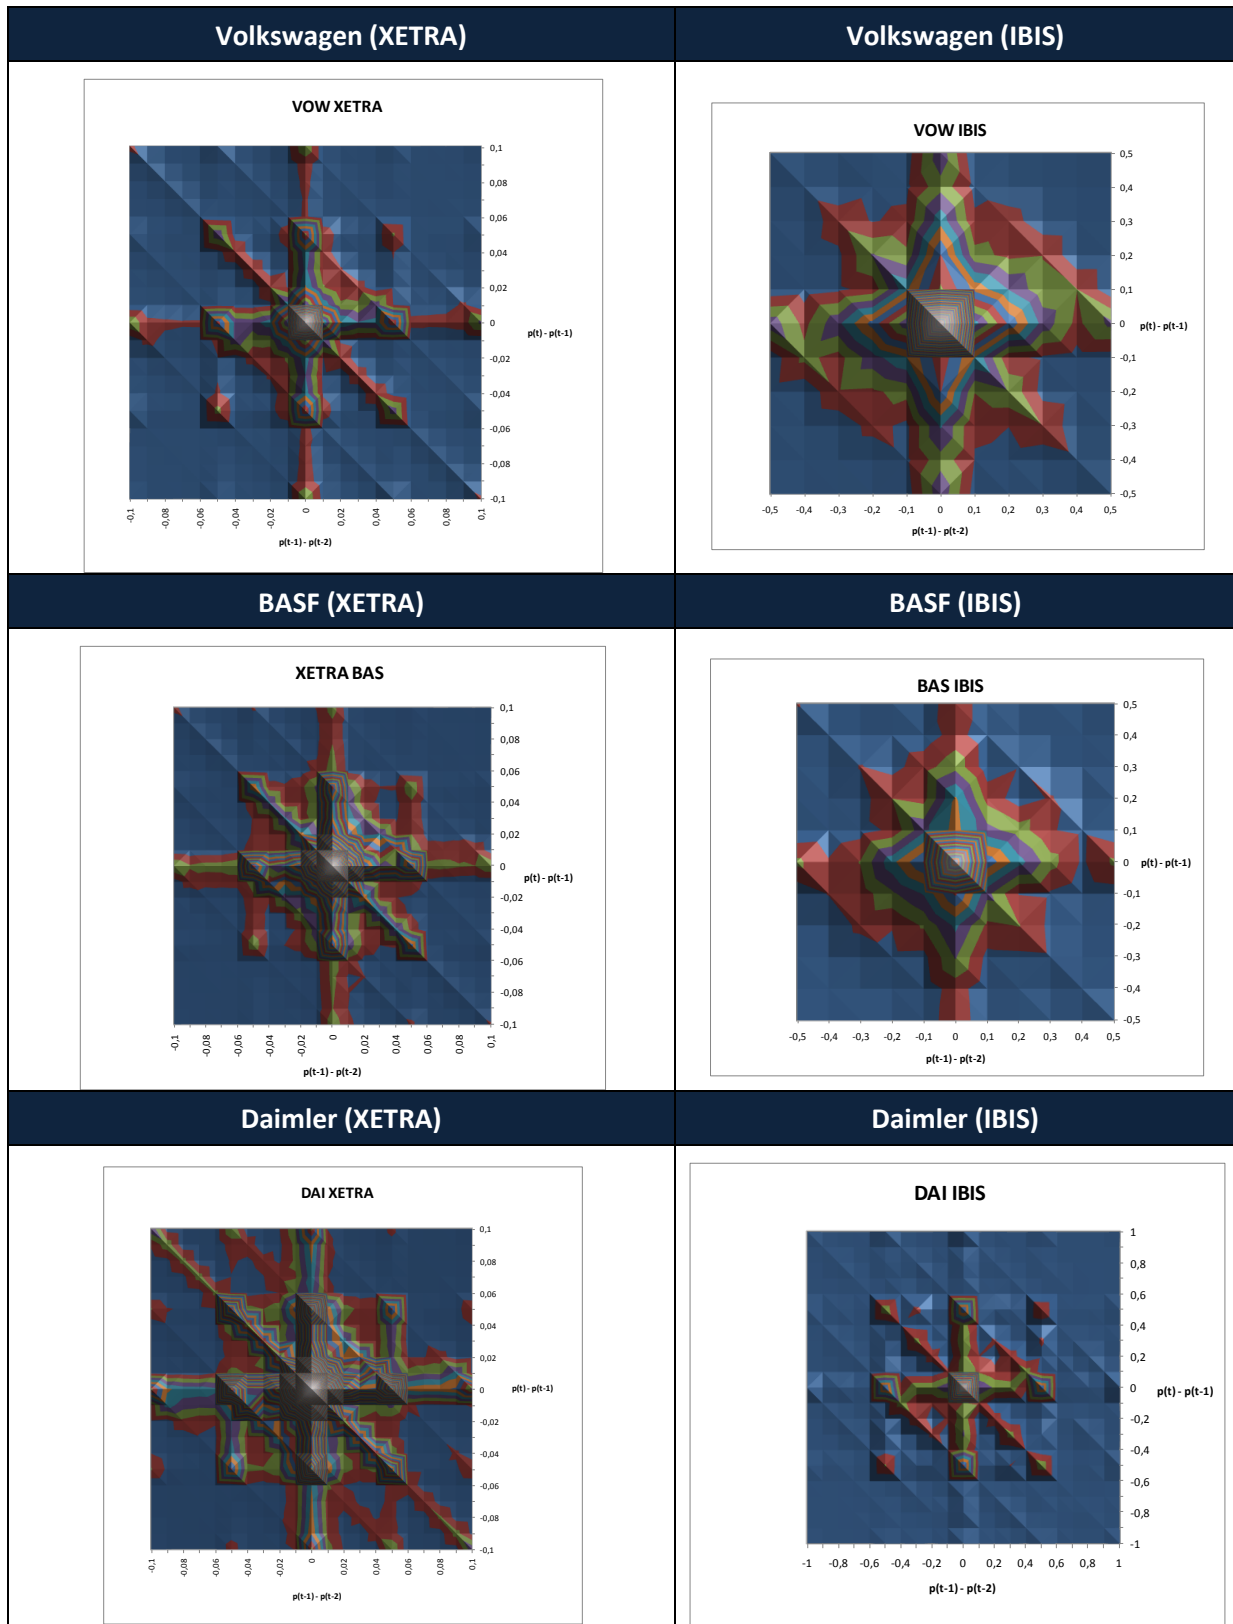 Volkswagen (XETRA)
Volkswagen (IBIS)
VOW XETRA
0,1
0,08
0,06
0,04
0,02
0
-0,02
-0,04
-0,06
-0,08
-0,1
p(t) - p(t-1)
-0,1 -0,08 -0,06 -0,04 -0,02 0 0,02 0,04 0,06 0,08 0,1
p(t-1) - p(t-2)
VOW IBIS
0,5
0,4
0,3
0,2
0,1
0
-0,1
-0,2
-0,3
-0,4
-0,5
p(t) - p(t-1)
-0,5 -0,4 -0,3 -0,2 -0,1 0 0,1 0,2 0,3 0,4 0,5
p(t-1) - p(t-2)
BASF (XETRA)
BASF (IBIS)
XETRA BAS
0,1
0,08
0,06
0,04
0,02
0
-0,02
-0,04
-0,06
-0,08
-0,1
p(t) - p(t-1)
-0,1 -0,08 -0,06 -0,04 -0,02 0 0,02 0,04 0,06 0,08 0,1
p(t-1) - p(t-2)
BAS IBIS
0,5
0,4
0,3
0,2
0,1
0
-0,1
-0,2
-0,3
-0,4
-0,5
p(t) - p(t-1)
-0,5 -0,4 -0,3 -0,2 -0,1 0 0,1 0,2 0,3 0,4 0,5
p(t-1) - p(t-2)
Daimler (XETRA)
Daimler (IBIS)
DAI XETRA
0,1
0,08
0,06
0,04
0,02
0
-0,02
-0,04
-0,06
-0,08
-0,1
p(t) - p(t-1)
-0,1 -0,08 -0,06 -0,04 -0,02 0 0,02 0,04 0,06 0,08 0,1
p(t-1) - p(t-2)
DAI IBIS
1
0,8
0,6
0,4
0,2
0
-0,2
-0,4
-0,6
-0,8
-1
p(t) - p(t-1)
-1 -0,8 -0,6 -0,4 -0,2 0 0,2 0,4 0,6 0,8 1
p(t-1) - p(t-2)